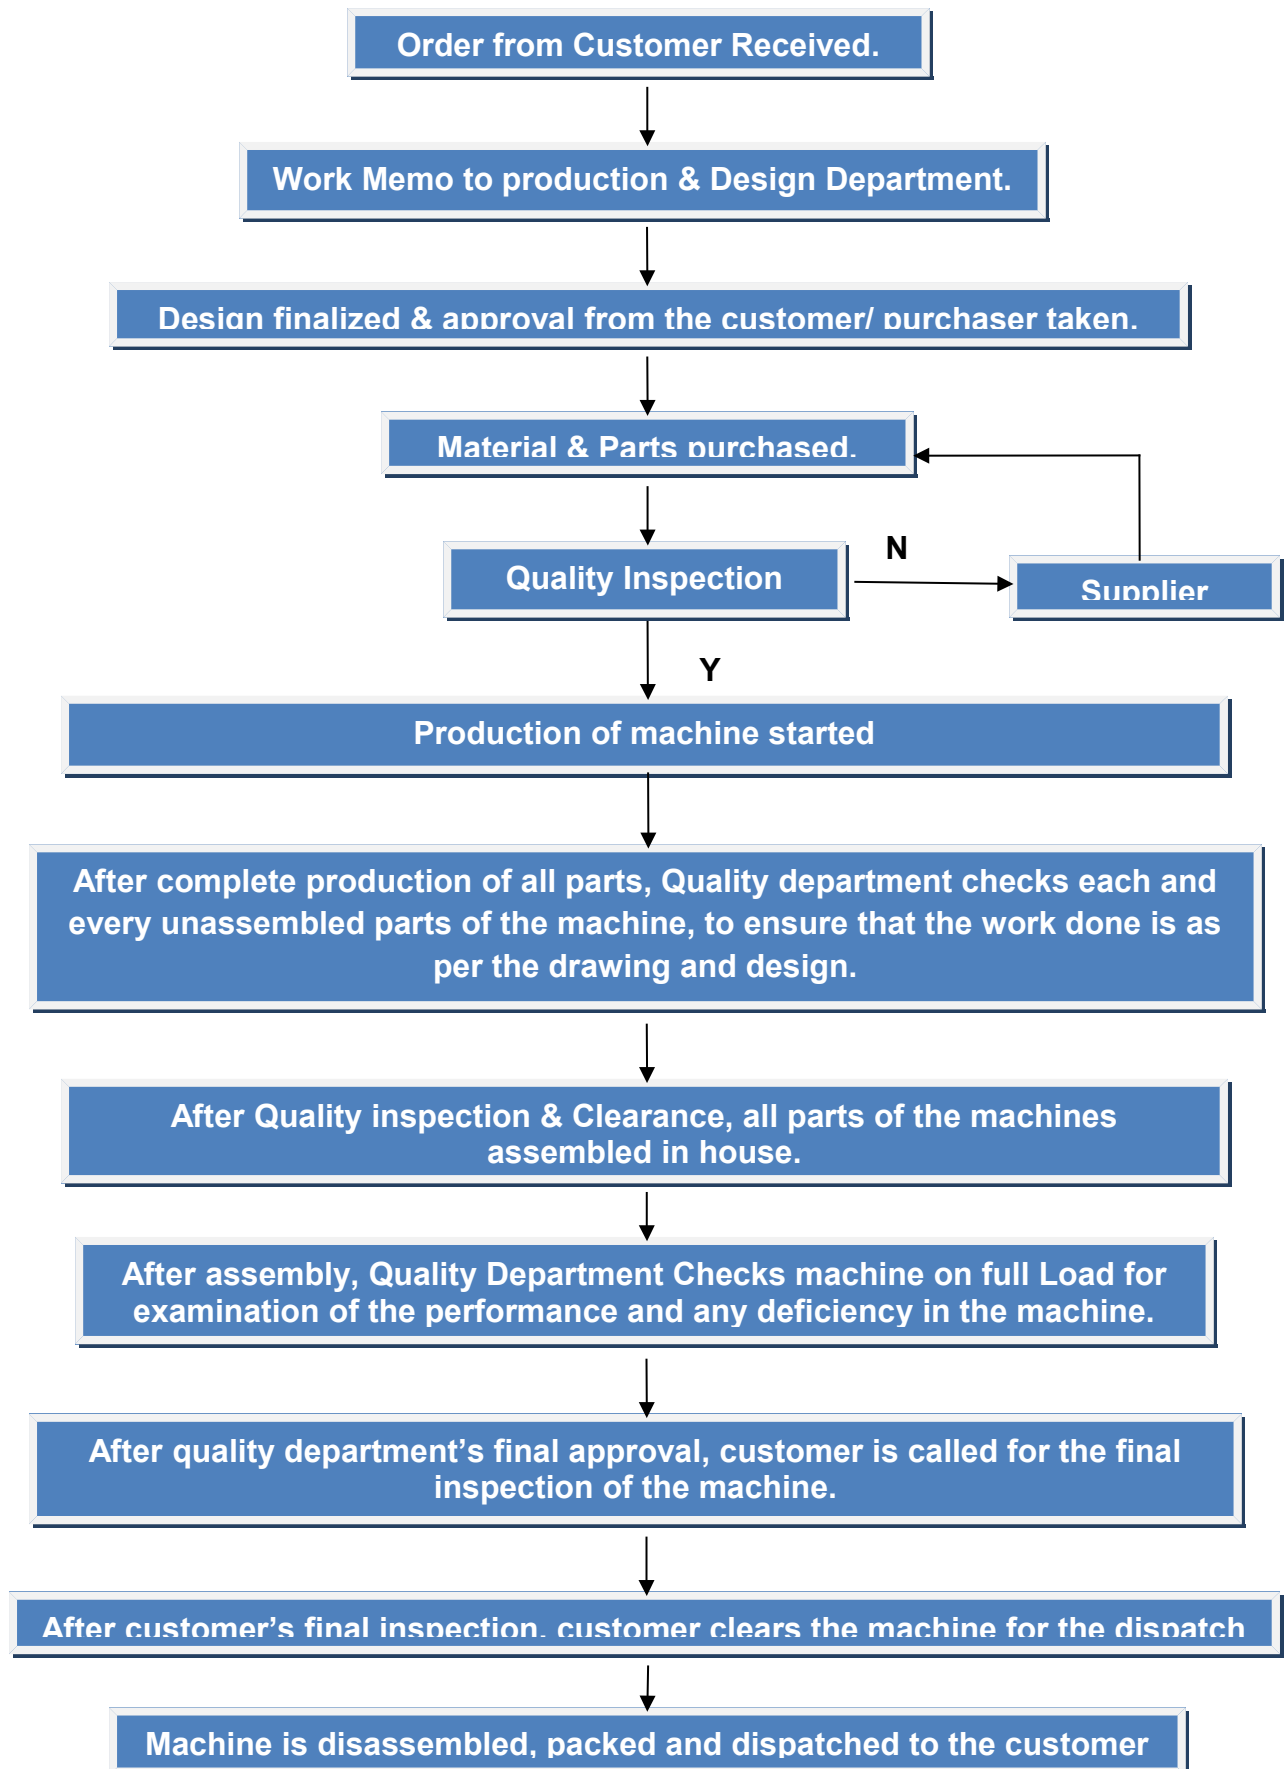 Order from Customer Received.
Work Memo to production & Design Department.
Design finalized & approval from the customer/ purchaser taken.
Material & Parts purchased.
N
Quality Inspection
Supplier
Y
Production of machine started
After complete production of all parts, Quality department checks each and
every unassembled parts of the machine, to ensure that the work done is as
per the drawing and design.
After Quality inspection & Clearance, all parts of the machines
assembled in house.
After assembly, Quality Department Checks machine on full Load for
examination of the performance and any deficiency in the machine.
After quality department’s final approval, customer is called for the final
inspection of the machine.
After customer’s final inspection, customer clears the machine for the dispatch
Machine is disassembled, packed and dispatched to the customer